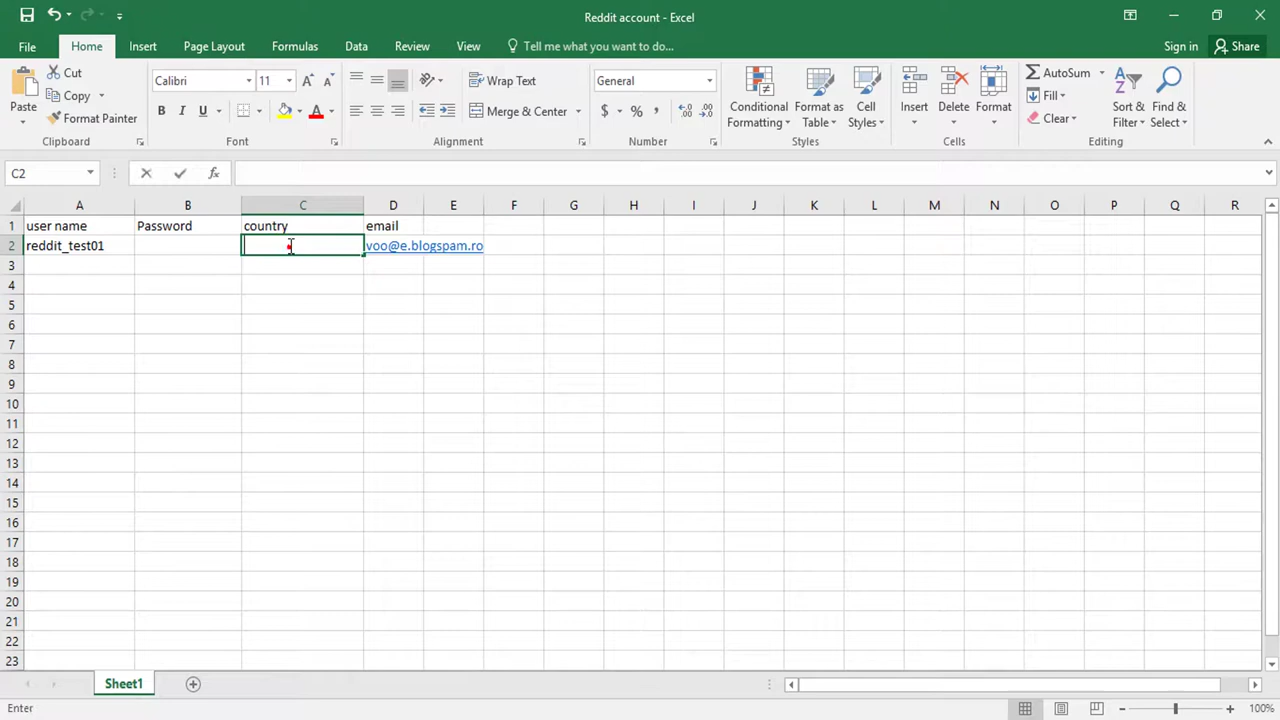 Reddit account - Excel
File Home Insert Page Layout Formulas Data Review View Tell me what you want to do... Sign in Share
Paste Cut Copy Format Painter Clipboard
Calibri 11 B I U A Font
Wrap Text Merge & Center Alignment
General $ % , Number
Conditional Formatting Format as Table Cell Styles Styles
Insert Delete Format Cells
AutoSum Fill Clear Sort & Filter Find & Select Editing
C2 fx
A B C D E F G H I J K L M N O P Q R
1 user name Password country email
2 reddit_test01 voo@e.blogspam.ro
3
4
5
6
7
8
9
10
11
12
13
14
15
16
17
18
19
20
21
22
23
Sheet1
Enter 100%